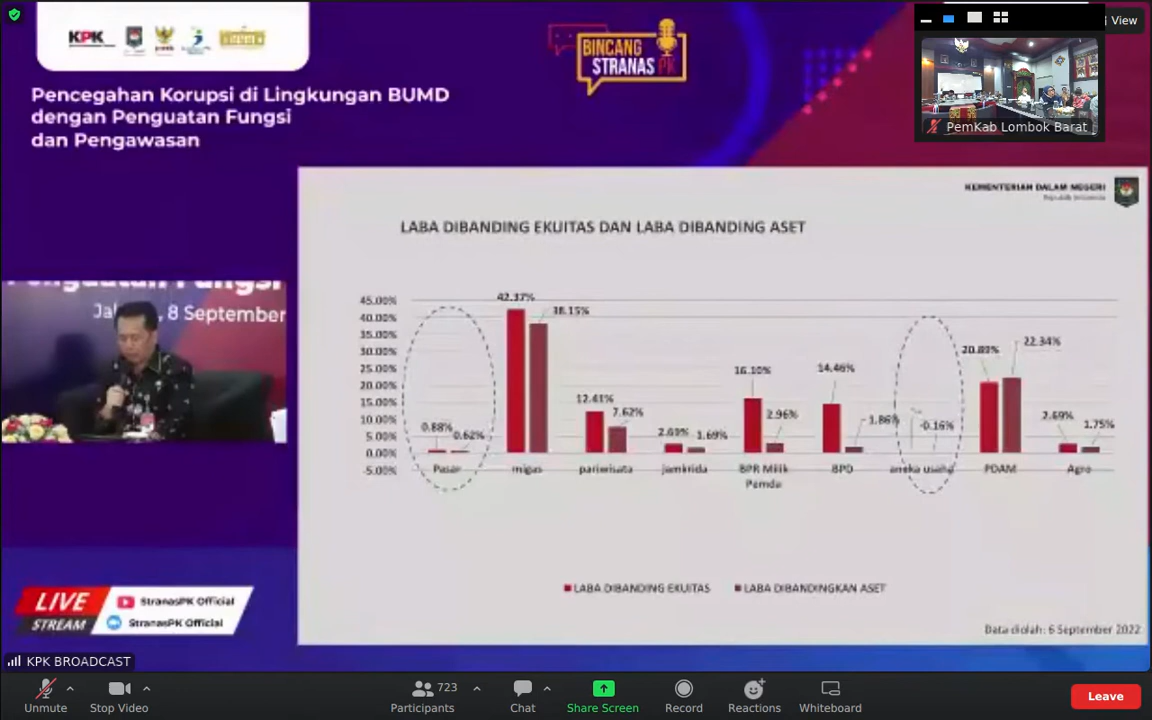 KPK
BINCANG
STRANAS PK
View
Pencegahan Korupsi di Lingkungan BUMD
dengan Penguatan Fungsi
dan Pengawasan
PemKab Lombok Barat
KEMENTERIAN DALAM NEGERI
Republik Indonesia
LABA DIBANDING EKUITAS DAN LABA DIBANDING ASET
45.00%
40.00%
35.00%
30.00%
25.00%
20.00%
15.00%
10.00%
5.00%
0.00%
-5.00%
0.88%
0.62%
42.37%
38.15%
12.41%
7.62%
2.69%
1.69%
16.10%
2.96%
14.46%
1.86%
-0.16%
20.89%
22.34%
2.69%
1.75%
Pasar
migas
pariwisata
jamkrida
BPR Milik
Pemda
BPD
aneka usaha
PDAM
Agro
LABA DIBANDING EKUITAS
LABA DIBANDINGKAN ASET
Data diolah: 6 September 2022
, 8 September
LIVE
STREAM
StranasPK Official
StranasPK Official
KPK BROADCAST
Unmute
Stop Video
723
Participants
Chat
Share Screen
Record
Reactions
Whiteboard
Leave